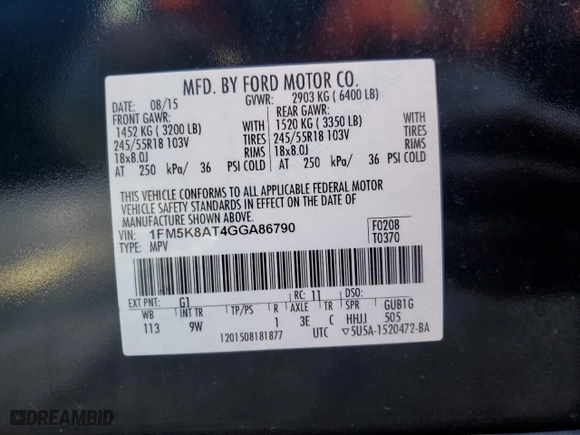 MFD. BY FORD MOTOR CO.
DATE: 08/15 GVWR: 2903 KG (6400 LB)
FRONT GAWR: REAR GAWR:
1452 KG (3200 LB) WITH 1520 KG (3350 LB) WITH
245/55R18 103V TIRES 245/55R18 103V TIRES
18x8.0J RIMS 18x8.0J RIMS
AT 250 kPa/ 36 PSI COLD AT 250 kPa/ 36 PSI COLD
THIS VEHICLE CONFORMS TO ALL APPLICABLE FEDERAL MOTOR
VEHICLE SAFETY STANDARDS IN EFFECT ON THE DATE OF
MANUFACTURE SHOWN ABOVE.
VIN: 1FM5K8AT4GGA86790 F0208
TYPE: MPV T0370
EXT PNT: G1 RC: 11 DSO:
WB INT TR TP/PS R AXLE TR SPR GUB1G
113 9W 1 3E C HHJJ 505
1201508181877 UTC ▽5U5A-1520472-BA
DREAMBID